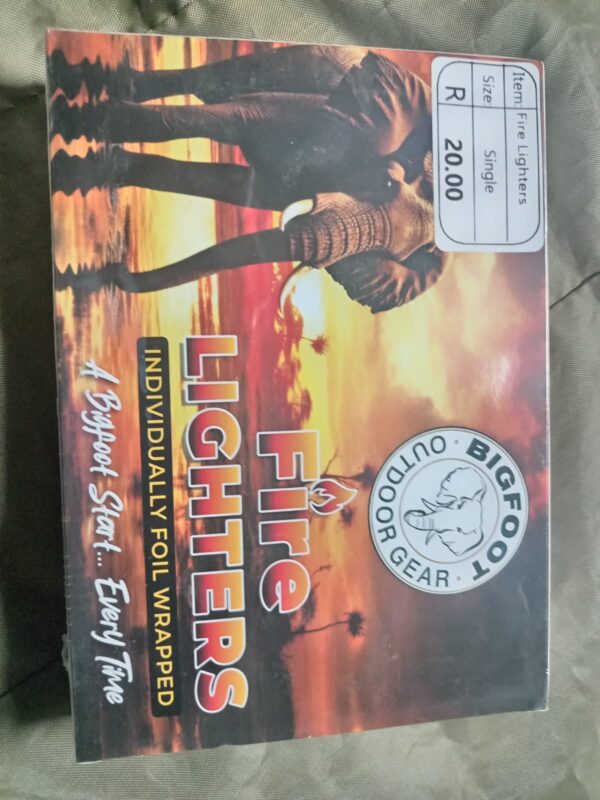 Item: Fire Lighters
Size: Single
R 20.00
BIGFOOT
· OUTDOOR GEAR ·
Fire
LIGHTERS
INDIVIDUALLY FOIL WRAPPED
A Bigfoot Start... Every Time